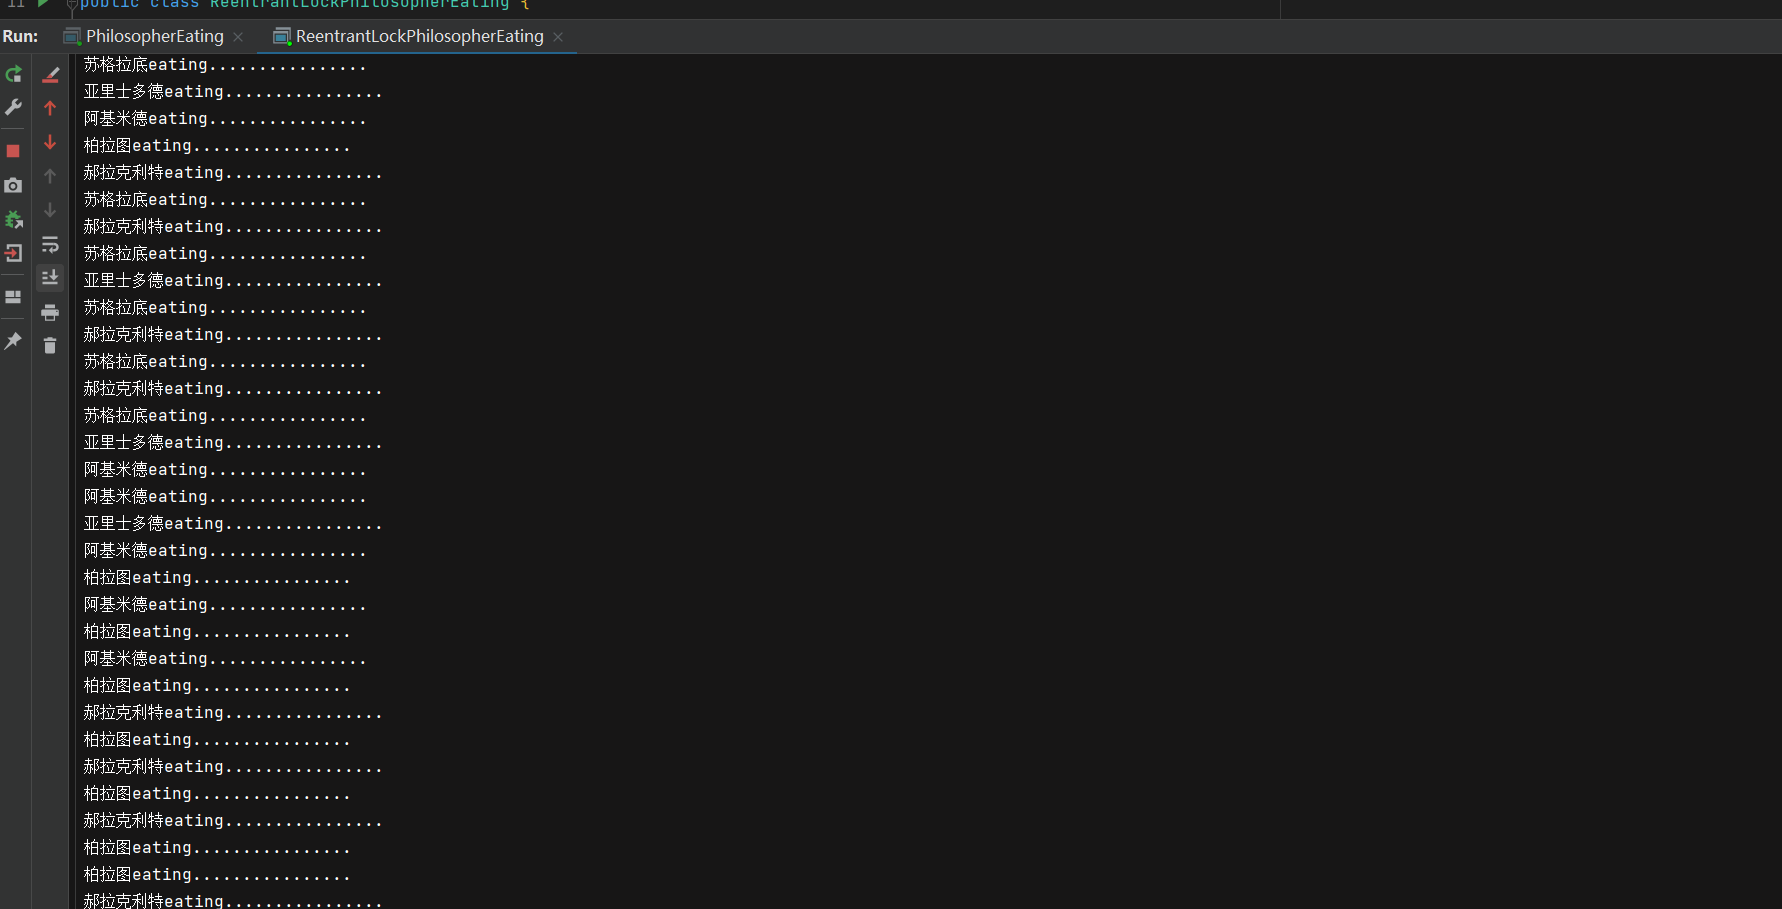 11 public class ReentrantLockPhilosopherEating {
Run: PhilosopherEating × ReentrantLockPhilosopherEating ×
苏格拉底eating................
亚里士多德eating................
阿基米德eating................
柏拉图eating................
郝拉克利特eating................
苏格拉底eating................
郝拉克利特eating................
苏格拉底eating................
亚里士多德eating................
苏格拉底eating................
郝拉克利特eating................
苏格拉底eating................
郝拉克利特eating................
苏格拉底eating................
亚里士多德eating................
阿基米德eating................
阿基米德eating................
亚里士多德eating................
阿基米德eating................
柏拉图eating................
阿基米德eating................
柏拉图eating................
阿基米德eating................
柏拉图eating................
郝拉克利特eating................
柏拉图eating................
郝拉克利特eating................
柏拉图eating................
郝拉克利特eating................
柏拉图eating................
柏拉图eating................
郝拉克利特eating................